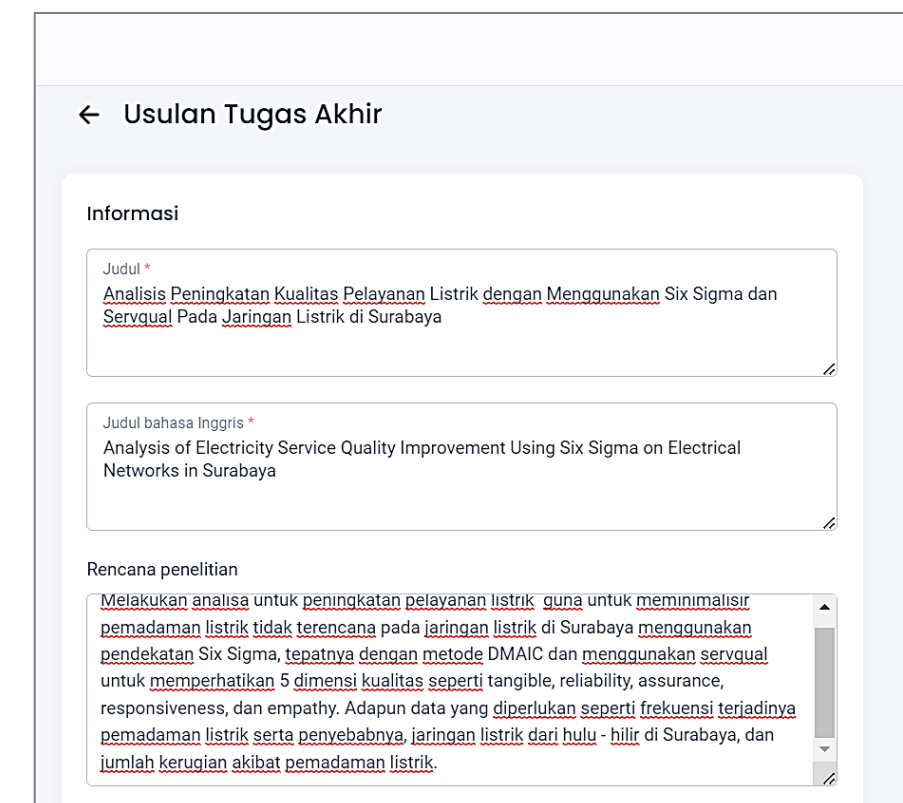 Usulan Tugas Akhir
Informasi
Judul *
Analisis Peningkatan Kualitas Pelayanan Listrik dengan Menggunakan Six Sigma dan
Servqual Pada Jaringan Listrik di Surabaya
Judul bahasa Inggris *
Analysis of Electricity Service Quality Improvement Using Six Sigma on Electrical
Networks in Surabaya
Rencana penelitian
Melakukan analisa untuk peningkatan pelayanan listrik  guna untuk meminimalisir
pemadaman listrik tidak terencana pada jaringan listrik di Surabaya menggunakan
pendekatan Six Sigma, tepatnya dengan metode DMAIC dan menggunakan servqual
untuk memperhatikan 5 dimensi kualitas seperti tangible, reliability, assurance,
responsiveness, dan empathy. Adapun data yang diperlukan seperti frekuensi terjadinya
pemadaman listrik serta penyebabnya, jaringan listrik dari hulu - hilir di Surabaya, dan
jumlah kerugian akibat pemadaman listrik.